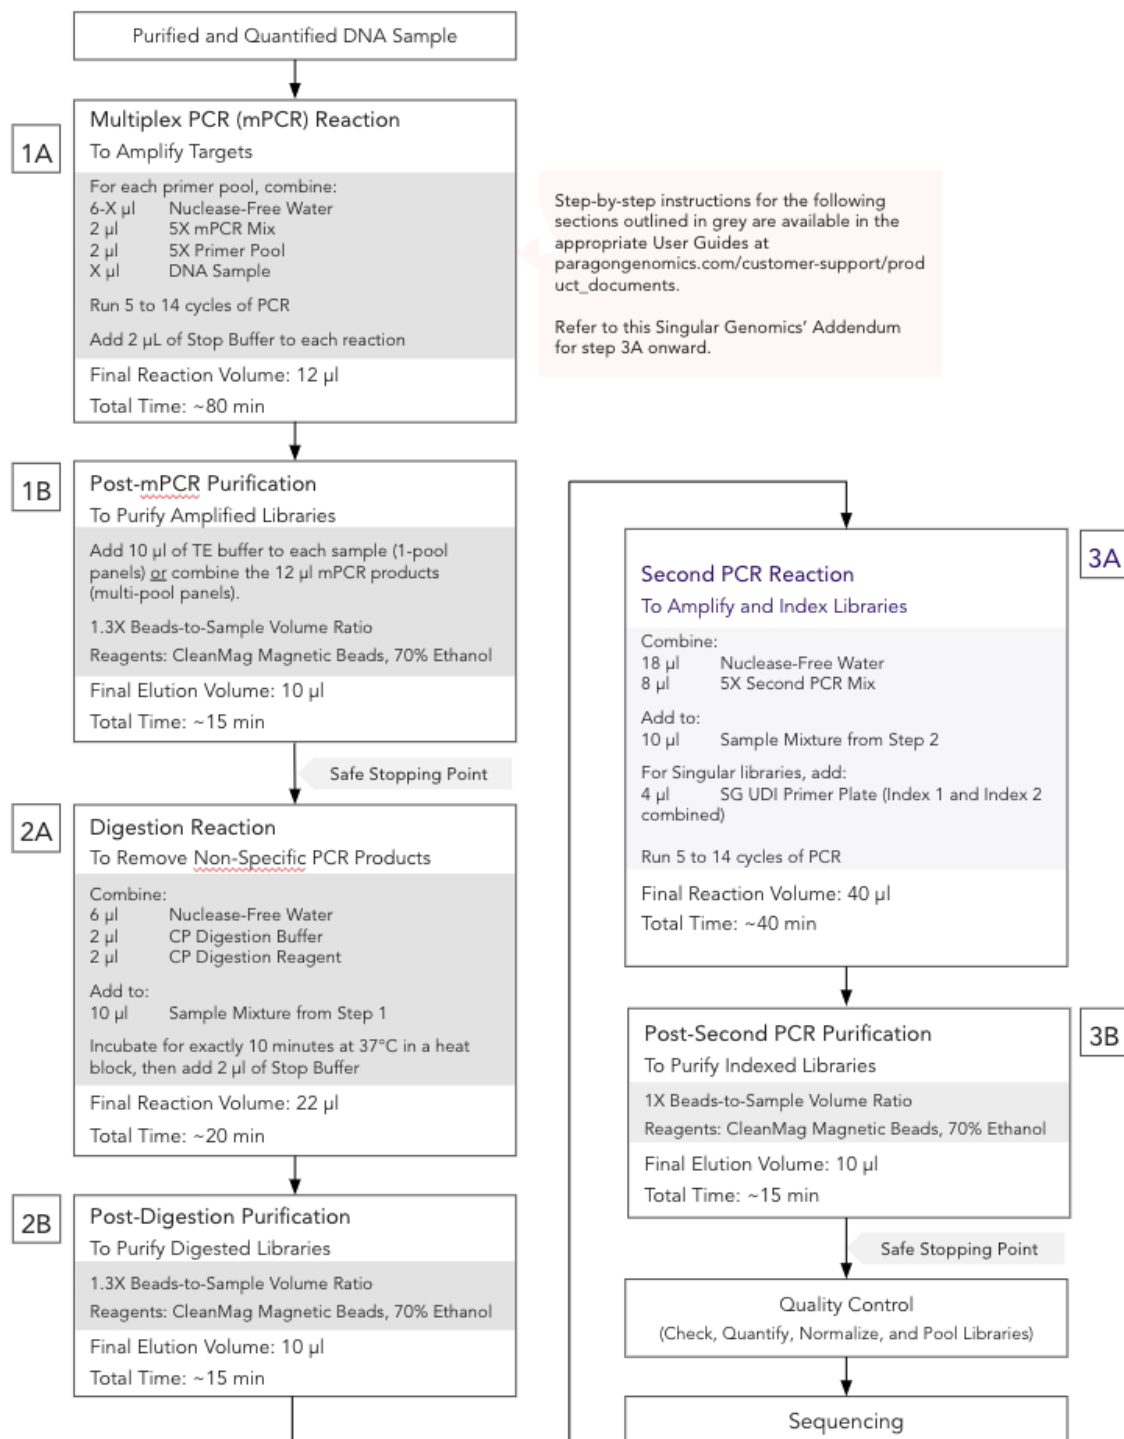 Purified and Quantified DNA Sample
1A
Multiplex PCR (mPCR) Reaction
To Amplify Targets
For each primer pool, combine:
6-X µl Nuclease-Free Water
2 µl 5X mPCR Mix
2 µl 5X Primer Pool
X µl DNA Sample
Run 5 to 14 cycles of PCR
Add 2 µL of Stop Buffer to each reaction
Final Reaction Volume: 12 µl
Total Time: ~80 min
Step-by-step instructions for the following
sections outlined in grey are available in the
appropriate User Guides at
paragongenomics.com/customer-support/prod
uct_documents.
Refer to this Singular Genomics' Addendum
for step 3A onward.
1B
Post-mPCR Purification
To Purify Amplified Libraries
Add 10 µl of TE buffer to each sample (1-pool
panels) or combine the 12 µl mPCR products
(multi-pool panels).
1.3X Beads-to-Sample Volume Ratio
Reagents: CleanMag Magnetic Beads, 70% Ethanol
Final Elution Volume: 10 µl
Total Time: ~15 min
Safe Stopping Point
2A
Digestion Reaction
To Remove Non-Specific PCR Products
Combine:
6 µl Nuclease-Free Water
2 µl CP Digestion Buffer
2 µl CP Digestion Reagent
Add to:
10 µl Sample Mixture from Step 1
Incubate for exactly 10 minutes at 37°C in a heat
block, then add 2 µl of Stop Buffer
Final Reaction Volume: 22 µl
Total Time: ~20 min
2B
Post-Digestion Purification
To Purify Digested Libraries
1.3X Beads-to-Sample Volume Ratio
Reagents: CleanMag Magnetic Beads, 70% Ethanol
Final Elution Volume: 10 µl
Total Time: ~15 min
3A
Second PCR Reaction
To Amplify and Index Libraries
Combine:
18 µl Nuclease-Free Water
8 µl 5X Second PCR Mix
Add to:
10 µl Sample Mixture from Step 2
For Singular libraries, add:
4 µl SG UDI Primer Plate (Index 1 and Index 2
combined)
Run 5 to 14 cycles of PCR
Final Reaction Volume: 40 µl
Total Time: ~40 min
3B
Post-Second PCR Purification
To Purify Indexed Libraries
1X Beads-to-Sample Volume Ratio
Reagents: CleanMag Magnetic Beads, 70% Ethanol
Final Elution Volume: 10 µl
Total Time: ~15 min
Safe Stopping Point
Quality Control
(Check, Quantify, Normalize, and Pool Libraries)
Sequencing